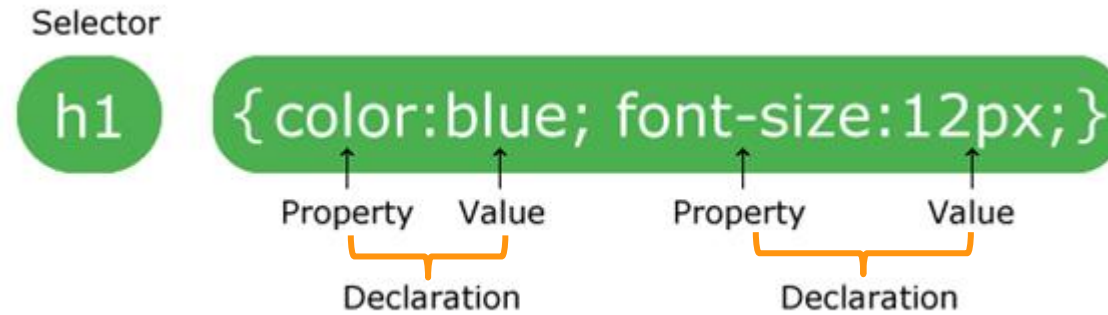 Selector
h1 { color:blue; font-size:12px; }
Property Value Property Value
Declaration Declaration